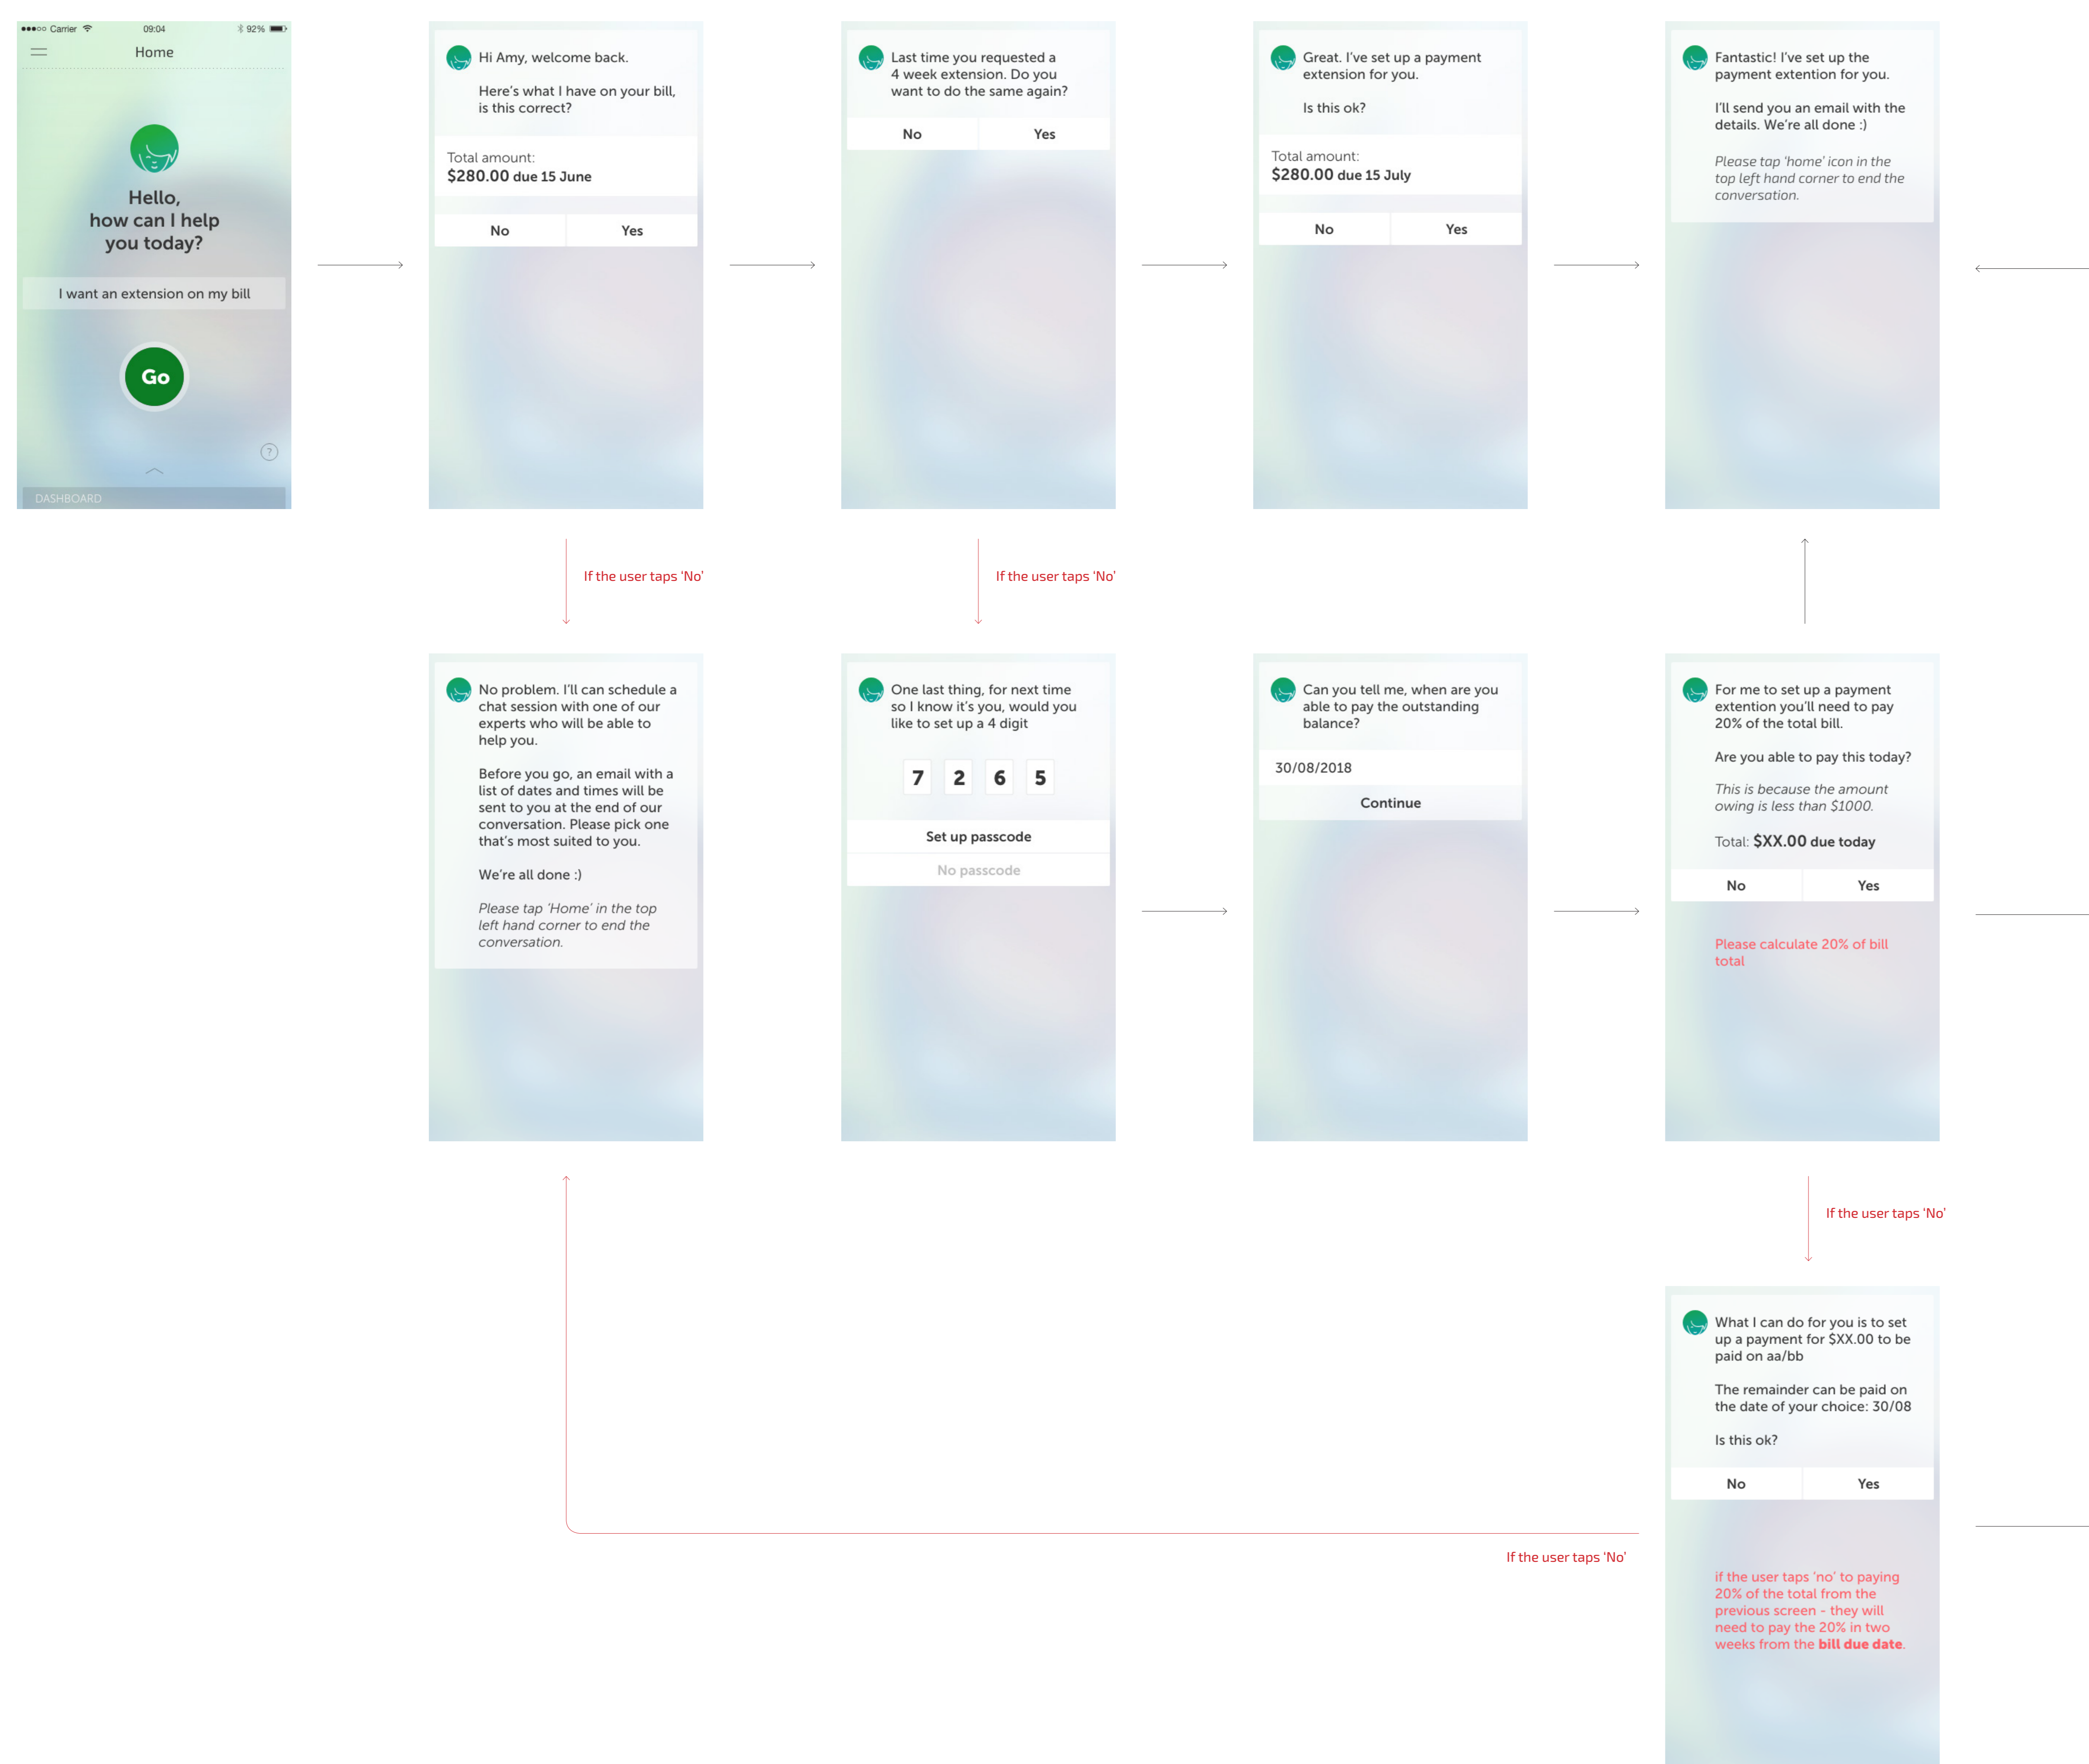 Carrier
09:04
92%
Home
Hello,
how can I help
you today?
I want an extension on my bill
Go
?
DASHBOARD
Hi Amy, welcome back.
Here's what I have on your bill,
is this correct?
Total amount:
$280.00 due 15 June
No
Yes
Last time you requested a
4 week extension. Do you
want to do the same again?
No
Yes
Great. I've set up a payment
extension for you.
Is this ok?
Total amount:
$280.00 due 15 July
No
Yes
Fantastic! I've set up the
payment extention for you.
I'll send you an email with the
details. We're all done :)
Please tap 'home' icon in the
top left hand corner to end the
conversation.
If the user taps 'No'
If the user taps 'No'
No problem. I'll can schedule a
chat session with one of our
experts who will be able to
help you.
Before you go, an email with a
list of dates and times will be
sent to you at the end of our
conversation. Please pick one
that's most suited to you.
We're all done :)
Please tap 'Home' in the top
left hand corner to end the
conversation.
One last thing, for next time
so I know it's you, would you
like to set up a 4 digit
7 2 6 5
Set up passcode
No passcode
Can you tell me, when are you
able to pay the outstanding
balance?
30/08/2018
Continue
For me to set up a payment
extention you'll need to pay
20% of the total bill.
Are you able to pay this today?
This is because the amount
owing is less than $1000.
Total: $XX.00 due today
No
Yes
Please calculate 20% of bill
total
If the user taps 'No'
What I can do for you is to set
up a payment for $XX.00 to be
paid on aa/bb
The remainder can be paid on
the date of your choice: 30/08
Is this ok?
No
Yes
If the user taps 'No'
if the user taps 'no' to paying
20% of the total from the
previous screen - they will
need to pay the 20% in two
weeks from the bill due date.